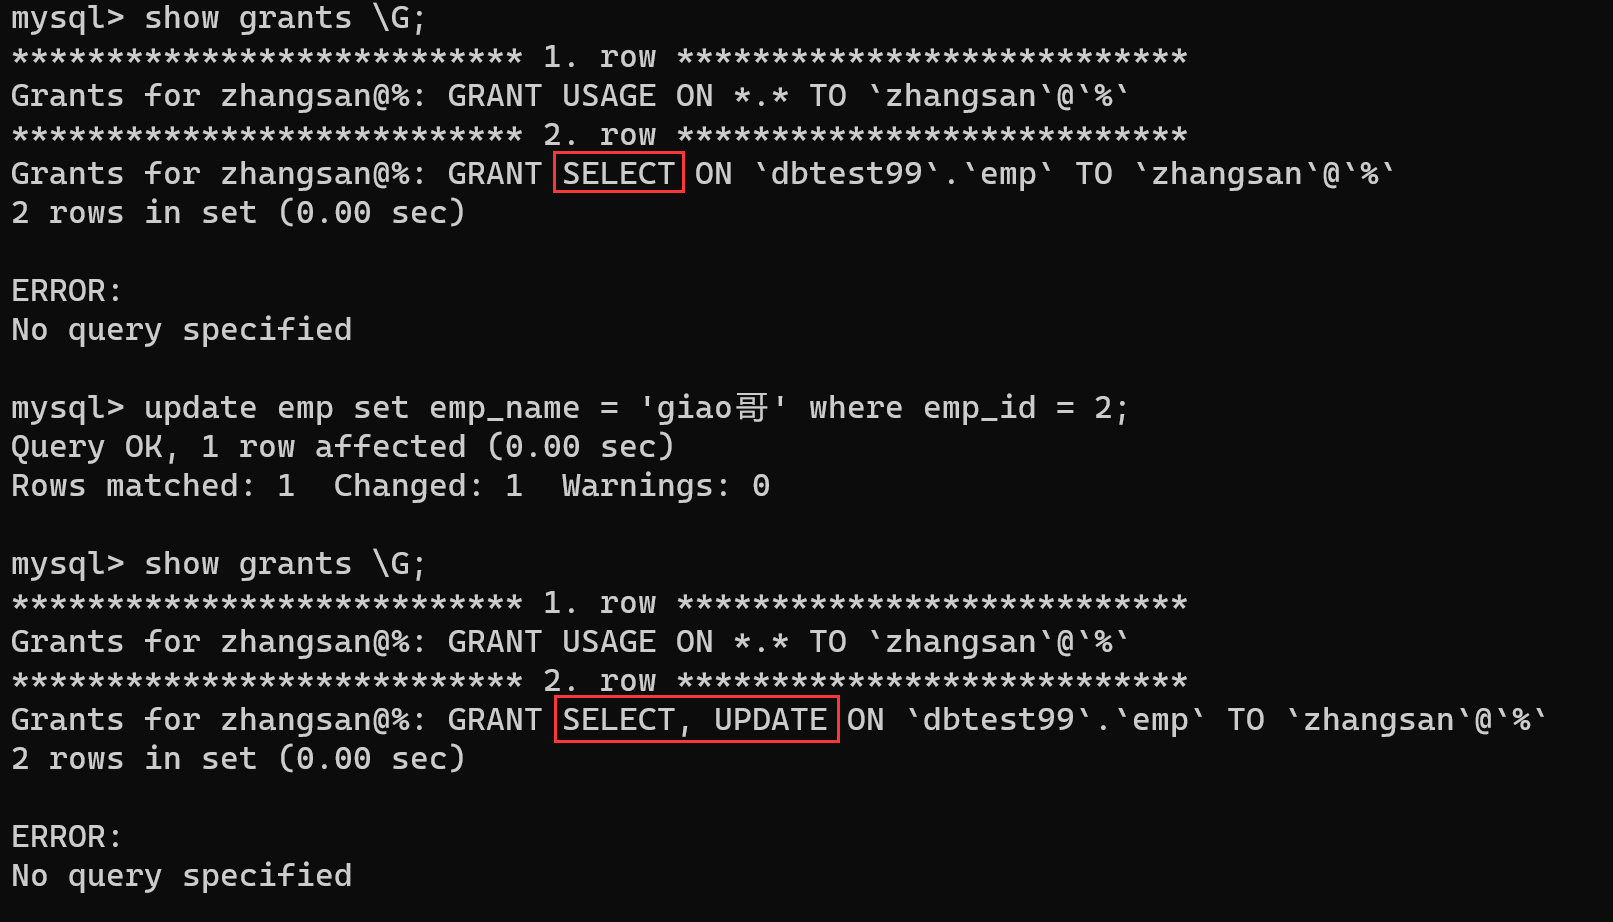 mysql> show grants \G;
*************************** 1. row ***************************
Grants for zhangsan@%: GRANT USAGE ON *.* TO `zhangsan`@`%`
*************************** 2. row ***************************
Grants for zhangsan@%: GRANT SELECT ON `dbtest99`.`emp` TO `zhangsan`@`%`
2 rows in set (0.00 sec)
ERROR:
No query specified
mysql> update emp set emp_name = 'giao哥' where emp_id = 2;
Query OK, 1 row affected (0.00 sec)
Rows matched: 1  Changed: 1  Warnings: 0
mysql> show grants \G;
*************************** 1. row ***************************
Grants for zhangsan@%: GRANT USAGE ON *.* TO `zhangsan`@`%`
*************************** 2. row ***************************
Grants for zhangsan@%: GRANT SELECT, UPDATE ON `dbtest99`.`emp` TO `zhangsan`@`%`
2 rows in set (0.00 sec)
ERROR:
No query specified